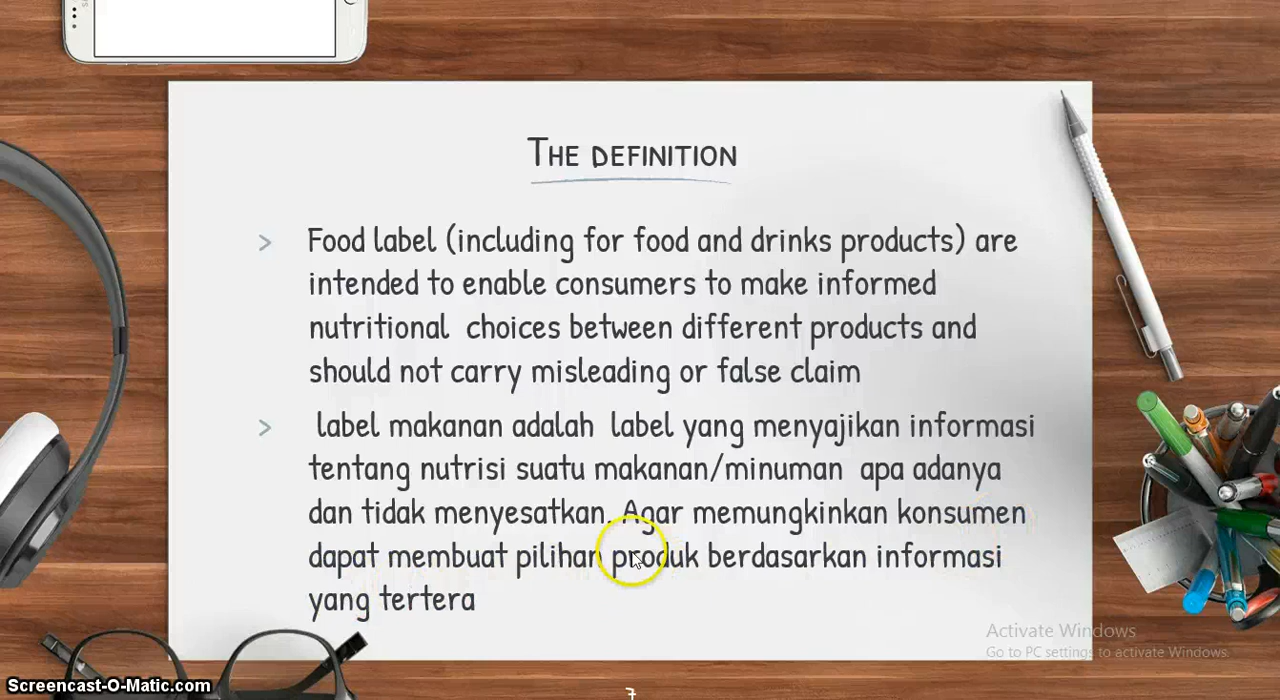 The definition
> Food label (including for food and drinks products) are
intended to enable consumers to make informed
nutritional choices between different products and
should not carry misleading or false claim
> label makanan adalah label yang menyajikan informasi
tentang nutrisi suatu makanan/minuman apa adanya
dan tidak menyesatkan. Agar memungkinkan konsumen
dapat membuat pilihan produk berdasarkan informasi
yang tertera
Activate Windows
Go to PC settings to activate Windows.
Screencast-O-Matic.com
7